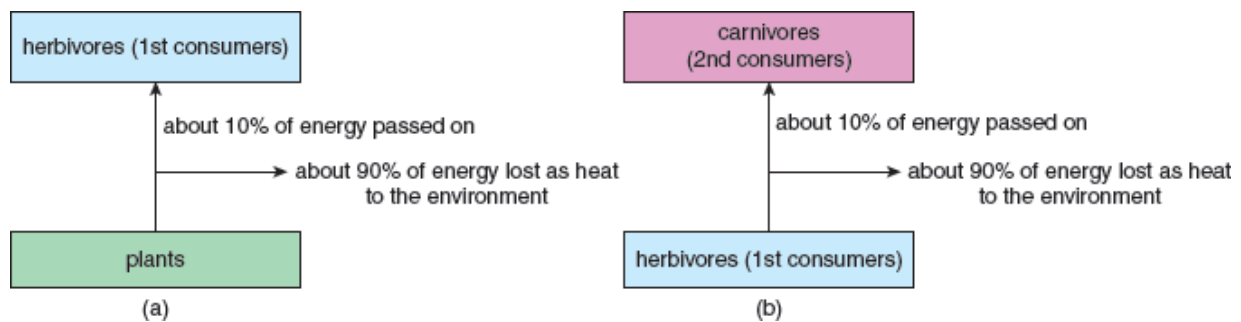 herbivores (1st consumers)
about 10% of energy passed on
about 90% of energy lost as heat
to the environment
plants
(a)
carnivores
(2nd consumers)
about 10% of energy passed on
about 90% of energy lost as heat
to the environment
herbivores (1st consumers)
(b)